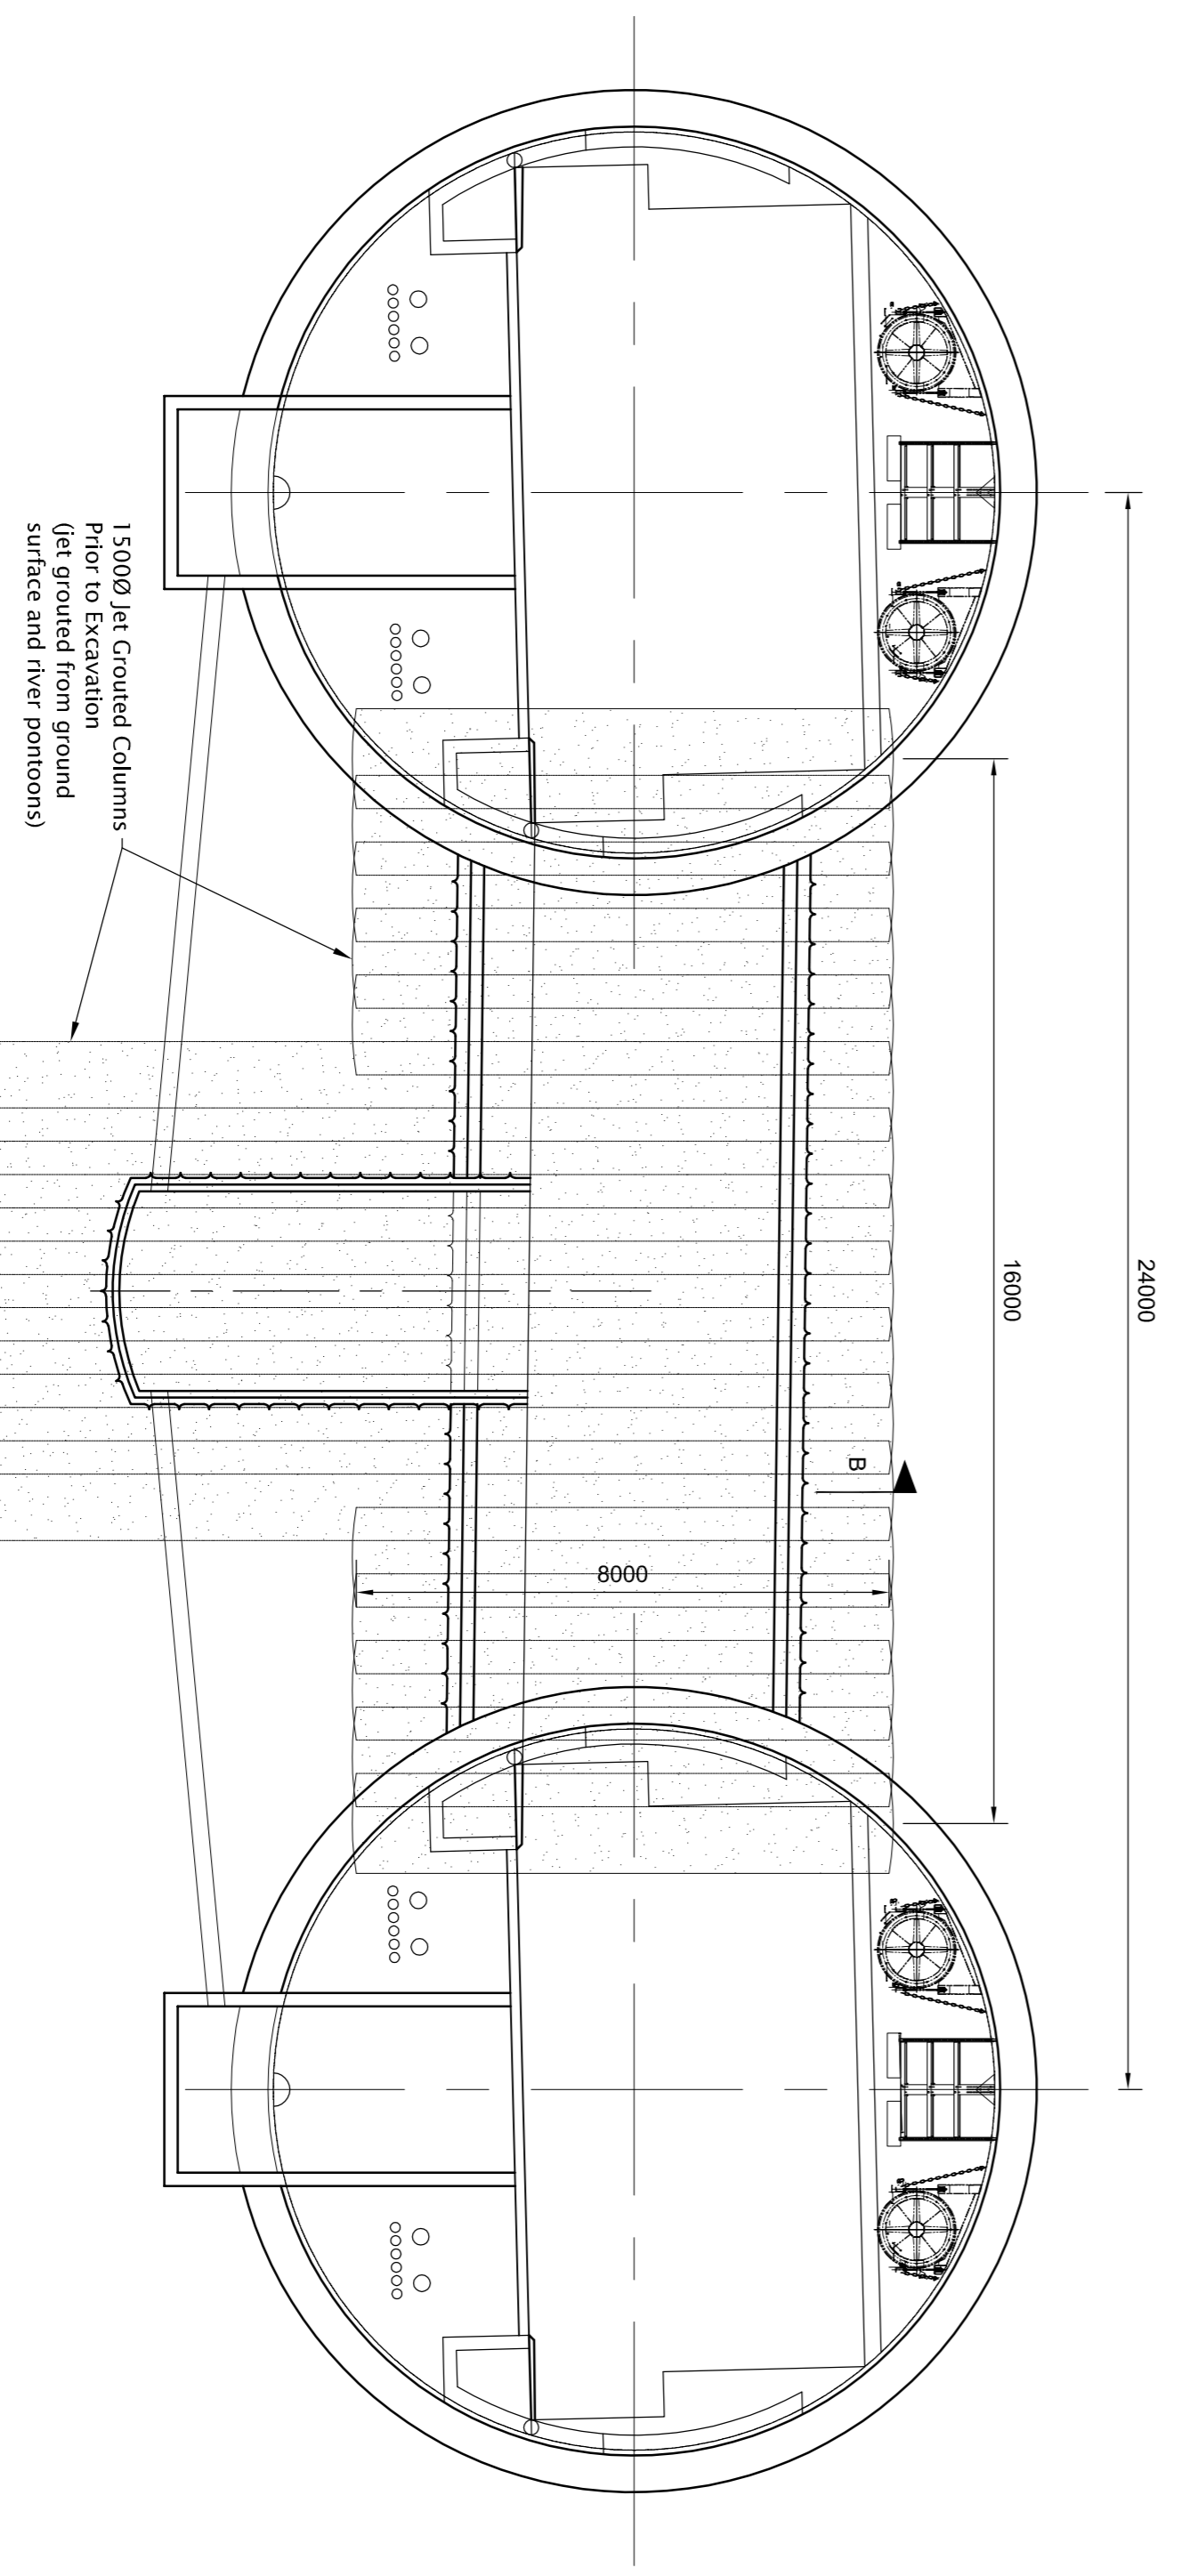 24000
16000
B
8000
1500Ø Jet Grouted Columns
Prior to Excavation
(jet grouted from ground
surface and river pontoons)